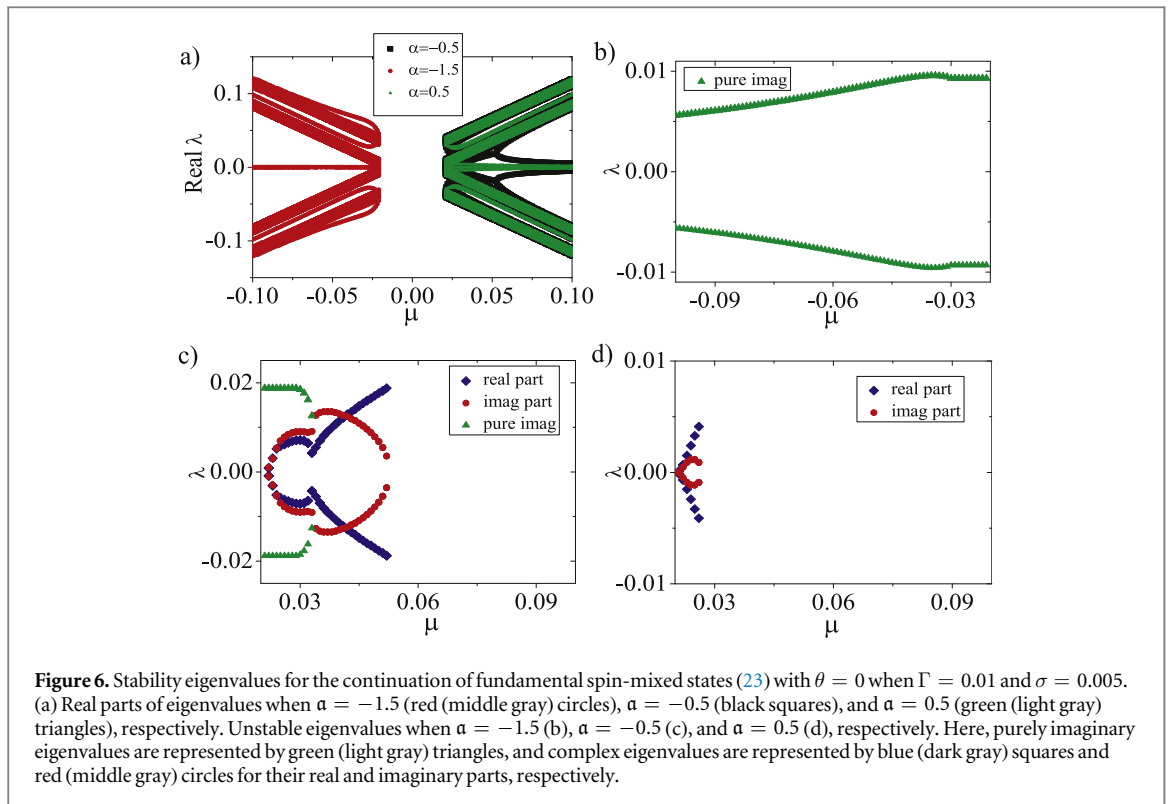 a)
α=−0.5
α=−1.5
α=0.5
0.1
0.0
-0.1
Real λ
-0.10
-0.05
0.00
0.05
0.10
μ
b)
pure imag
0.01
0.00
-0.01
λ
-0.09
-0.06
-0.03
μ
c)
real part
imag part
pure imag
0.02
0.00
-0.02
λ
0.03
0.06
0.09
μ
d)
real part
imag part
0.01
0.00
-0.01
λ
0.03
0.06
0.09
μ
Figure 6. Stability eigenvalues for the continuation of fundamental spin-mixed states (23) with θ = 0 when Γ = 0.01 and σ = 0.005.
(a) Real parts of eigenvalues when 𝔞 = −1.5 (red (middle gray) circles), 𝔞 = −0.5 (black squares), and 𝔞 = 0.5 (green (light gray)
triangles), respectively. Unstable eigenvalues when 𝔞 = −1.5 (b), 𝔞 = −0.5 (c), and 𝔞 = 0.5 (d), respectively. Here, purely imaginary
eigenvalues are represented by green (light gray) triangles, and complex eigenvalues are represented by blue (dark gray) squares and
red (middle gray) circles for their real and imaginary parts, respectively.